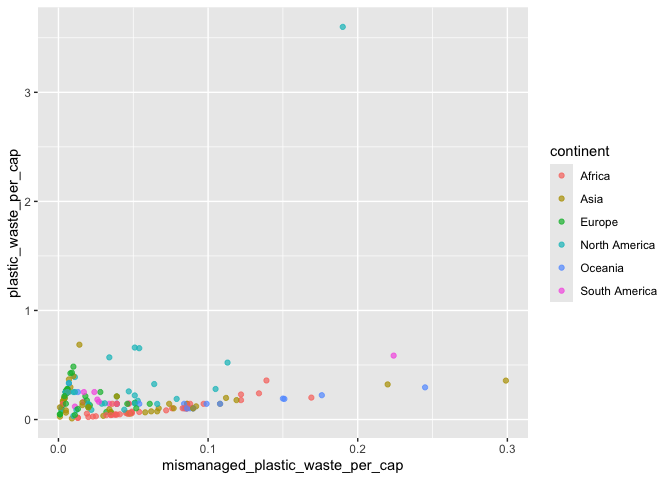 3
2
1
0
0.0
0.1
0.2
0.3
plastic_waste_per_cap
mismanaged_plastic_waste_per_cap
continent
Africa
Asia
Europe
North America
Oceania
South America